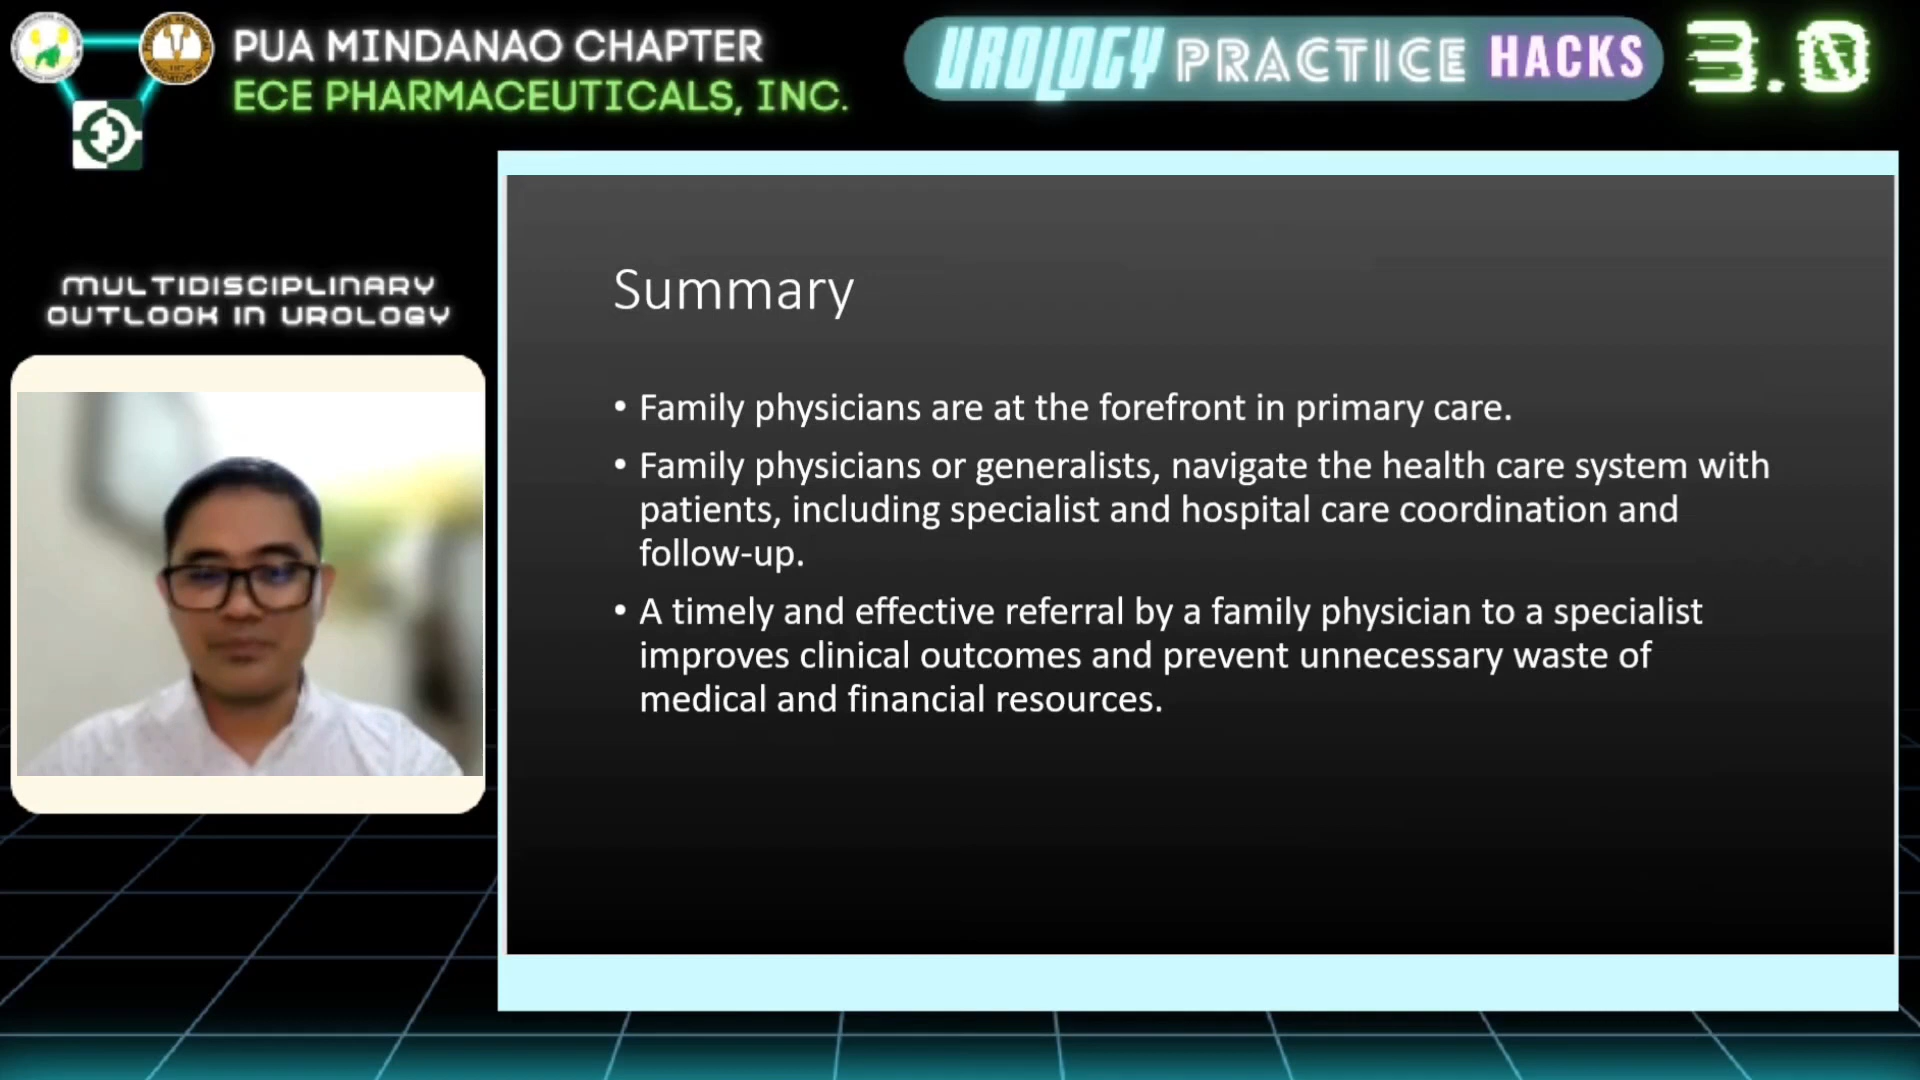 PUA MINDANAO CHAPTER
ECE PHARMACEUTICALS, INC.
UROLOGY PRACTICE HACKS 3.0
MULTIDISCIPLINARY
OUTLOOK IN UROLOGY
Summary
• Family physicians are at the forefront in primary care.
• Family physicians or generalists, navigate the health care system with
patients, including specialist and hospital care coordination and
follow-up.
• A timely and effective referral by a family physician to a specialist
improves clinical outcomes and prevent unnecessary waste of
medical and financial resources.